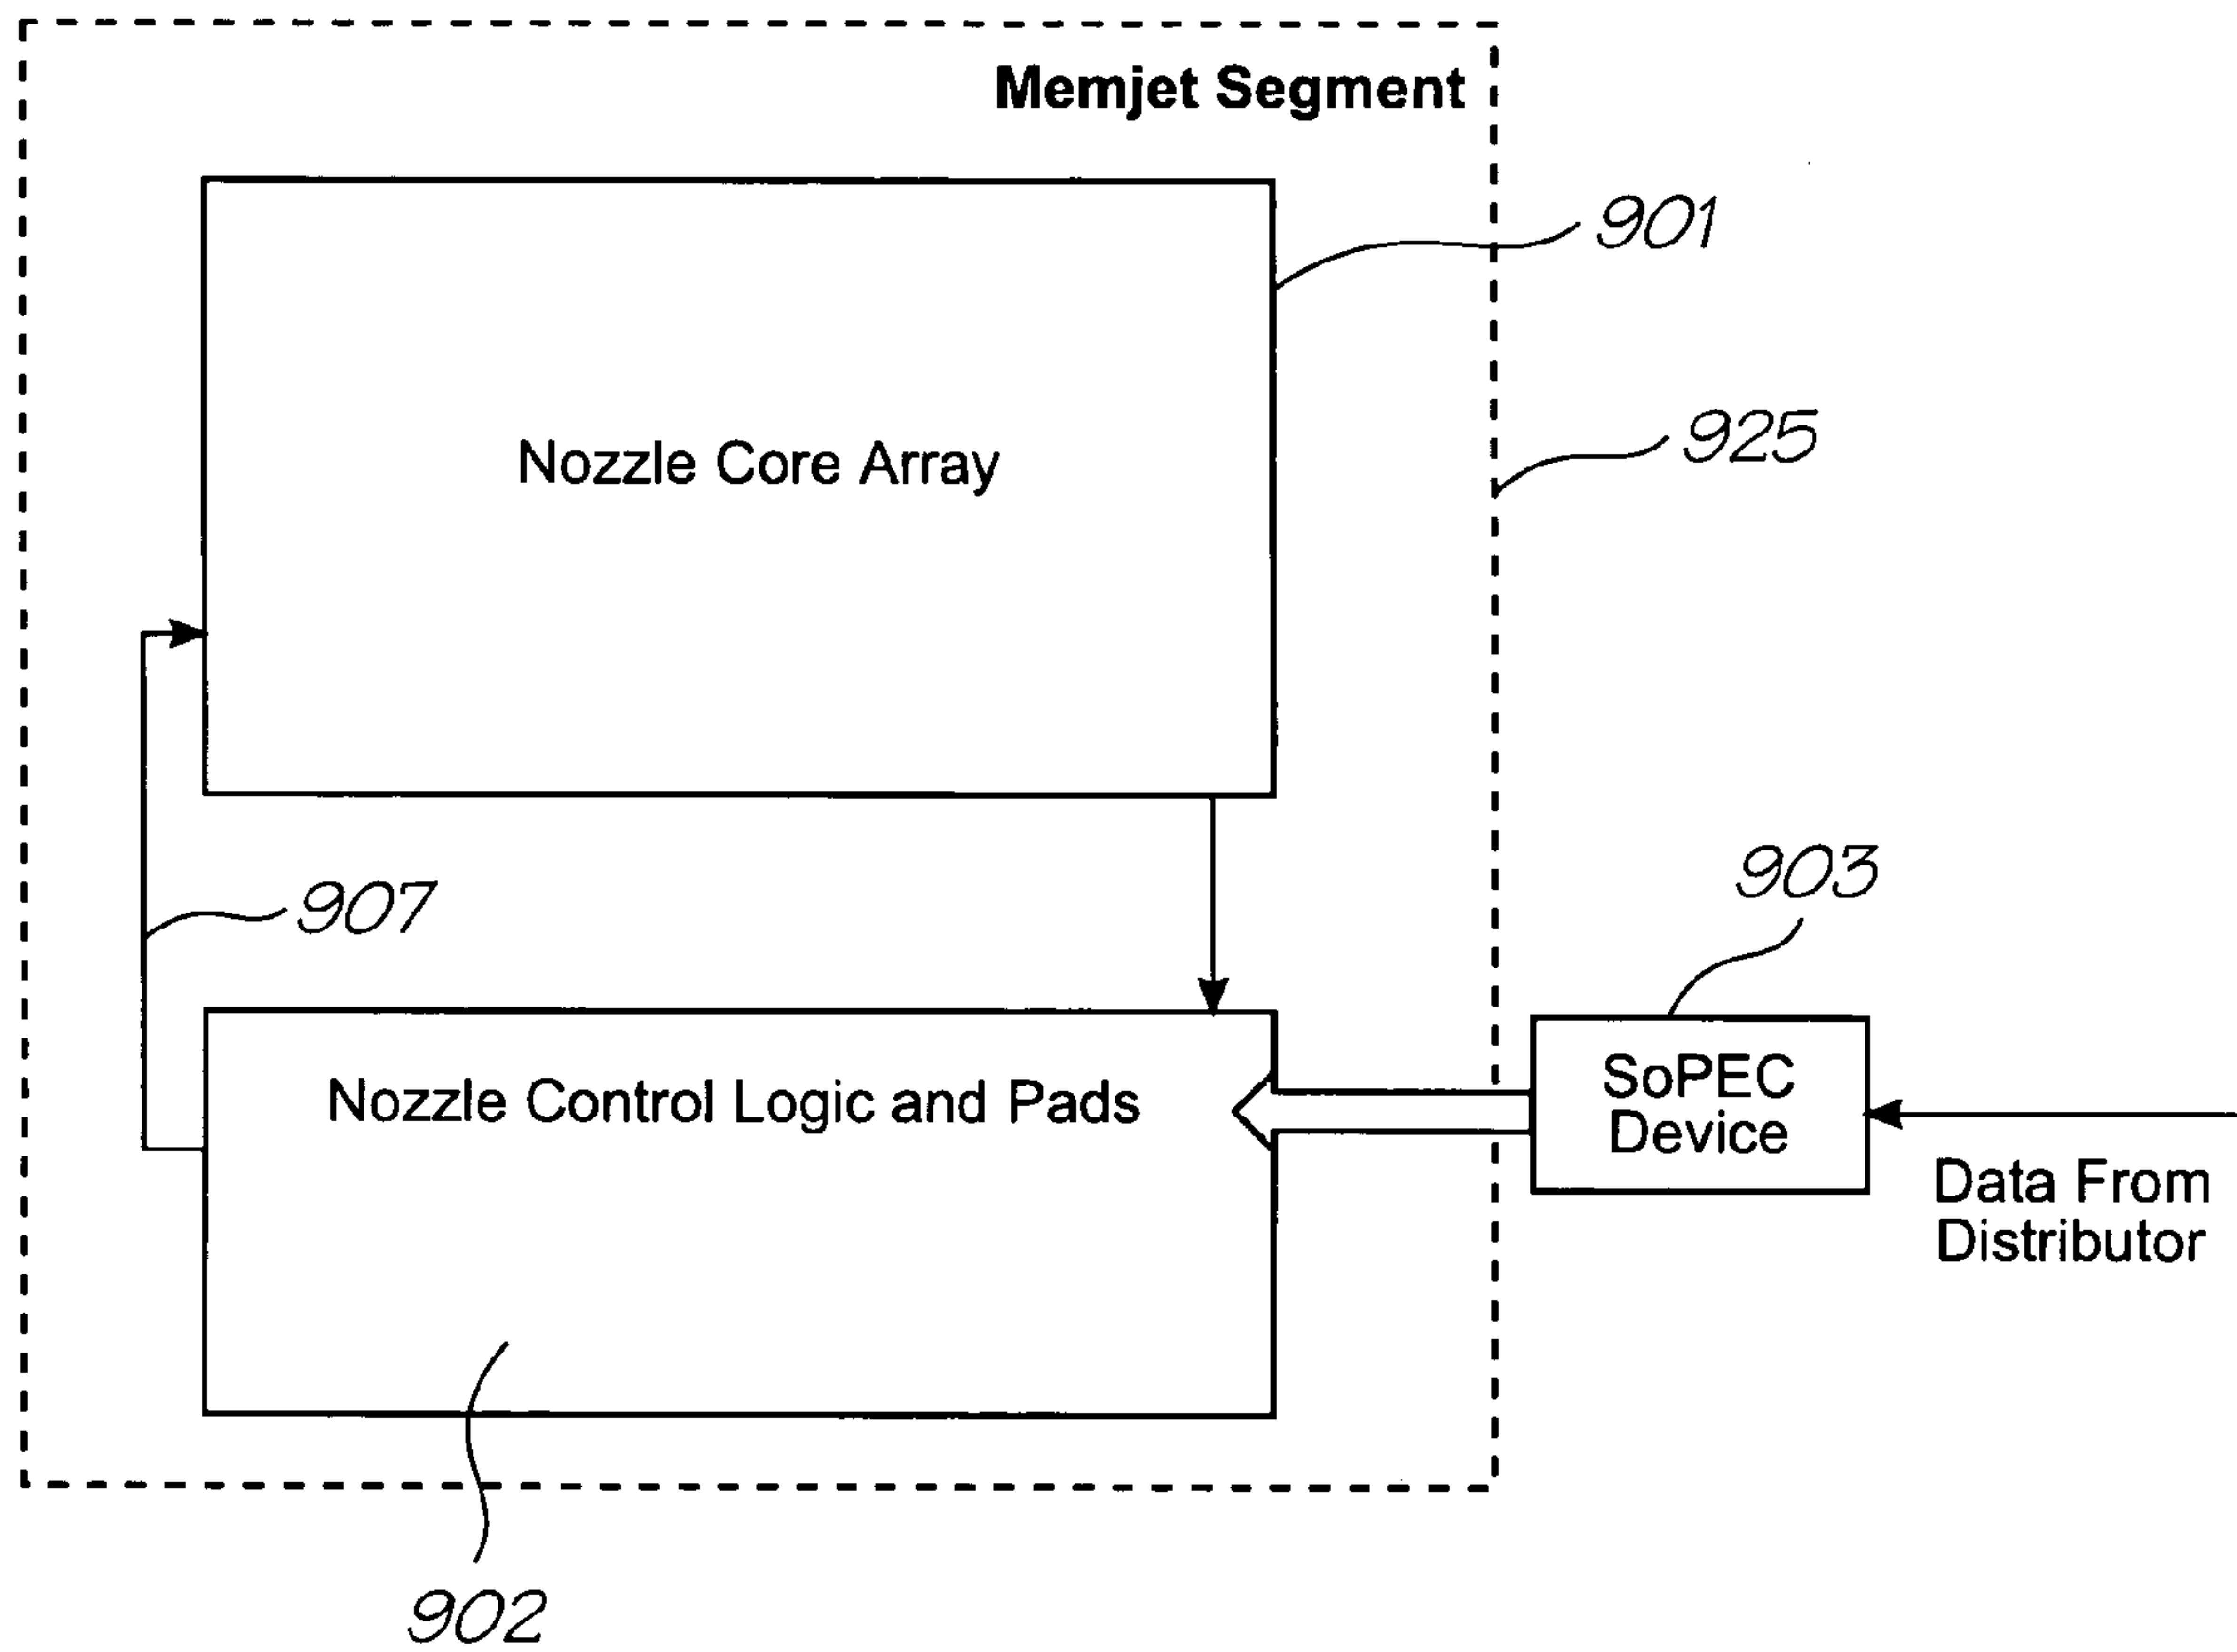 Memjet Segment
901
Nozzle Core Array
925
903
907
SoPEC
Device
Nozzle Control Logic and Pads
Data From
Distributor
902